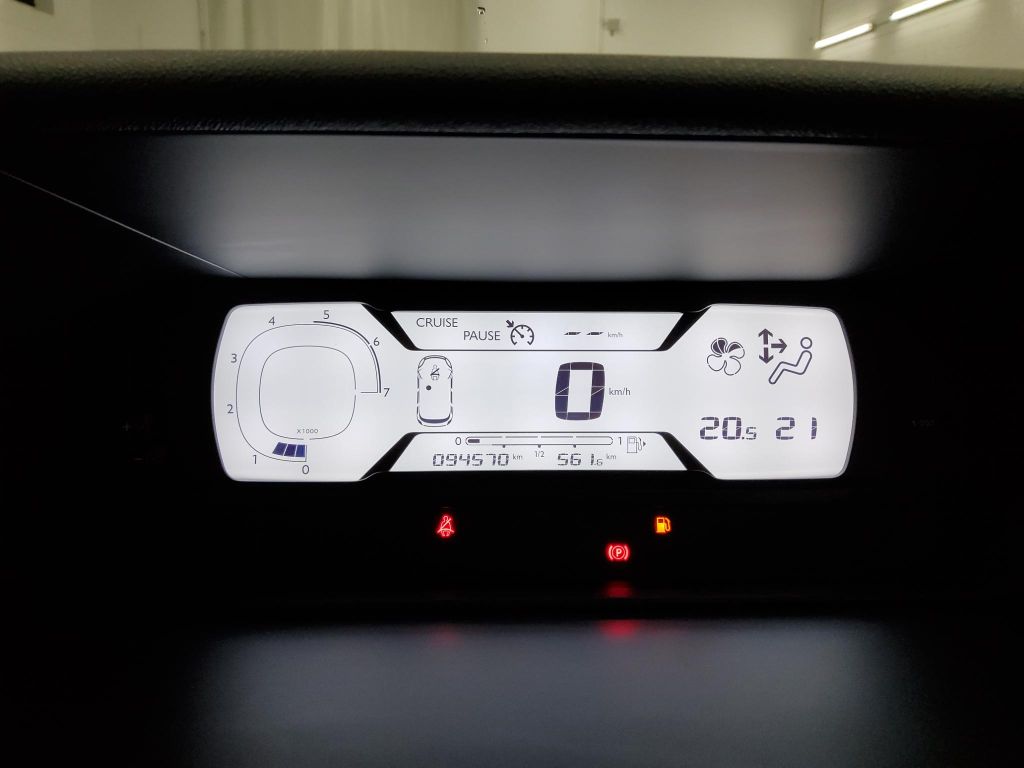 CRUISE
PAUSE -- km/h
4 5 6 7
3
2
1 0
X1000
0 km/h
0 1/2 1
094570 km 561.6 km
20.5 21
P